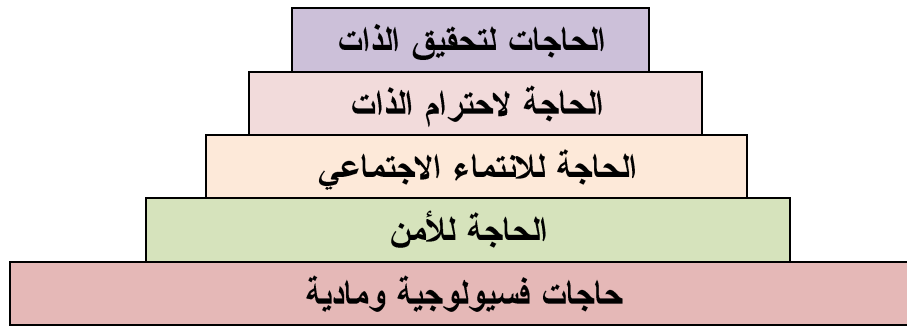 الحاجات لتحقيق الذات
الحاجة لاحترام الذات
الحاجة للانتماء الاجتماعي
الحاجة للأمن
حاجات فسيولوجية ومادية